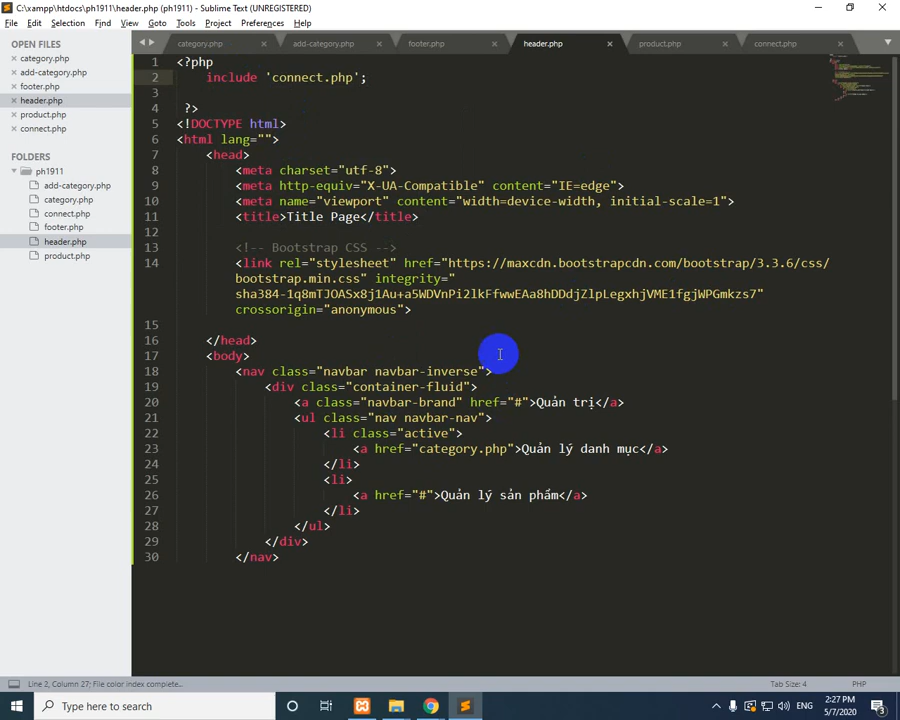 C:\xampp\htdocs\ph1911\header.php (ph1911) - Sublime Text (UNREGISTERED)
File Edit Selection Find View Goto Tools Project Preferences Help
OPEN FILES
category.php
add-category.php
footer.php
header.php
product.php
connect.php
FOLDERS
ph1911
add-category.php
category.php
connect.php
footer.php
header.php
product.php
category.php add-category.php footer.php header.php product.php connect.php
1 <?php
2 include 'connect.php';
3
4 ?>
5 <!DOCTYPE html>
6 <html lang="">
7 <head>
8 <meta charset="utf-8">
9 <meta http-equiv="X-UA-Compatible" content="IE=edge">
10 <meta name="viewport" content="width=device-width, initial-scale=1">
11 <title>Title Page</title>
12
13 <!-- Bootstrap CSS -->
14 <link rel="stylesheet" href="https://maxcdn.bootstrapcdn.com/bootstrap/3.3.6/css/
bootstrap.min.css" integrity="
sha384-1q8mTJOASx8j1Au+a5WDVnPi2lkFfwwEAa8hDDdjZlpLegxhjVME1fgjWPGmkzs7"
crossorigin="anonymous">
15
16 </head>
17 <body>
18 <nav class="navbar navbar-inverse">
19 <div class="container-fluid">
20 <a class="navbar-brand" href="#">Quản trị</a>
21 <ul class="nav navbar-nav">
22 <li class="active">
23 <a href="category.php">Quản lý danh mục</a>
24 </li>
25 <li>
26 <a href="#">Quản lý sản phẩm</a>
27 </li>
28 </ul>
29 </div>
30 </nav>
Line 2, Column 27; File color index complete... Tab Size: 4 PHP
Type here to search
ENG
2:27 PM
5/7/2020
3